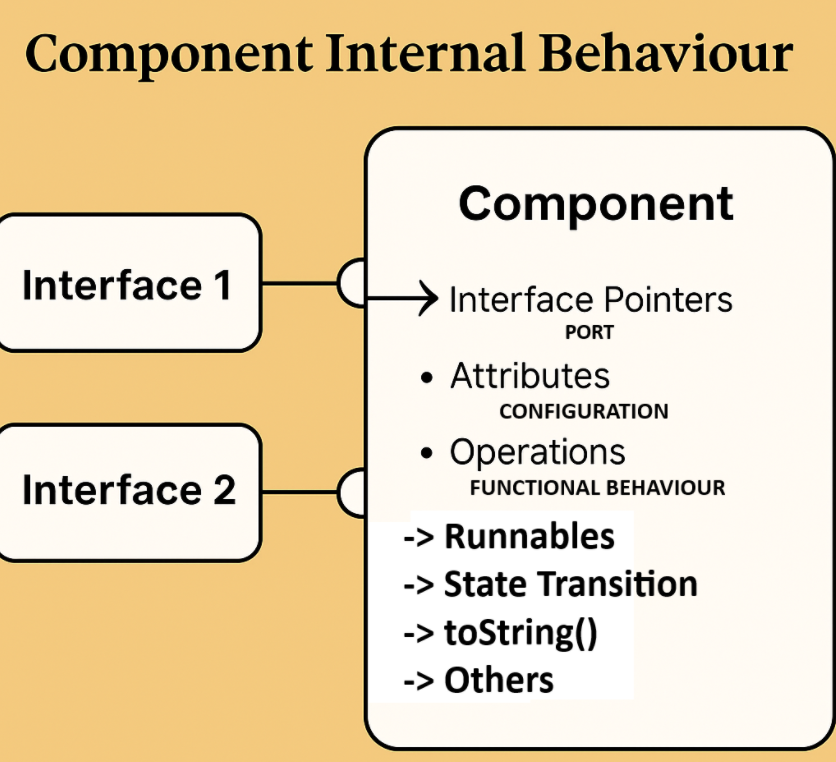 Component Internal Behaviour
Component
Interface 1
Interface Pointers
PORT
• Attributes
CONFIGURATION
• Operations
FUNCTIONAL BEHAVIOUR
Interface 2
-> Runnables
-> State Transition
-> toString()
-> Others